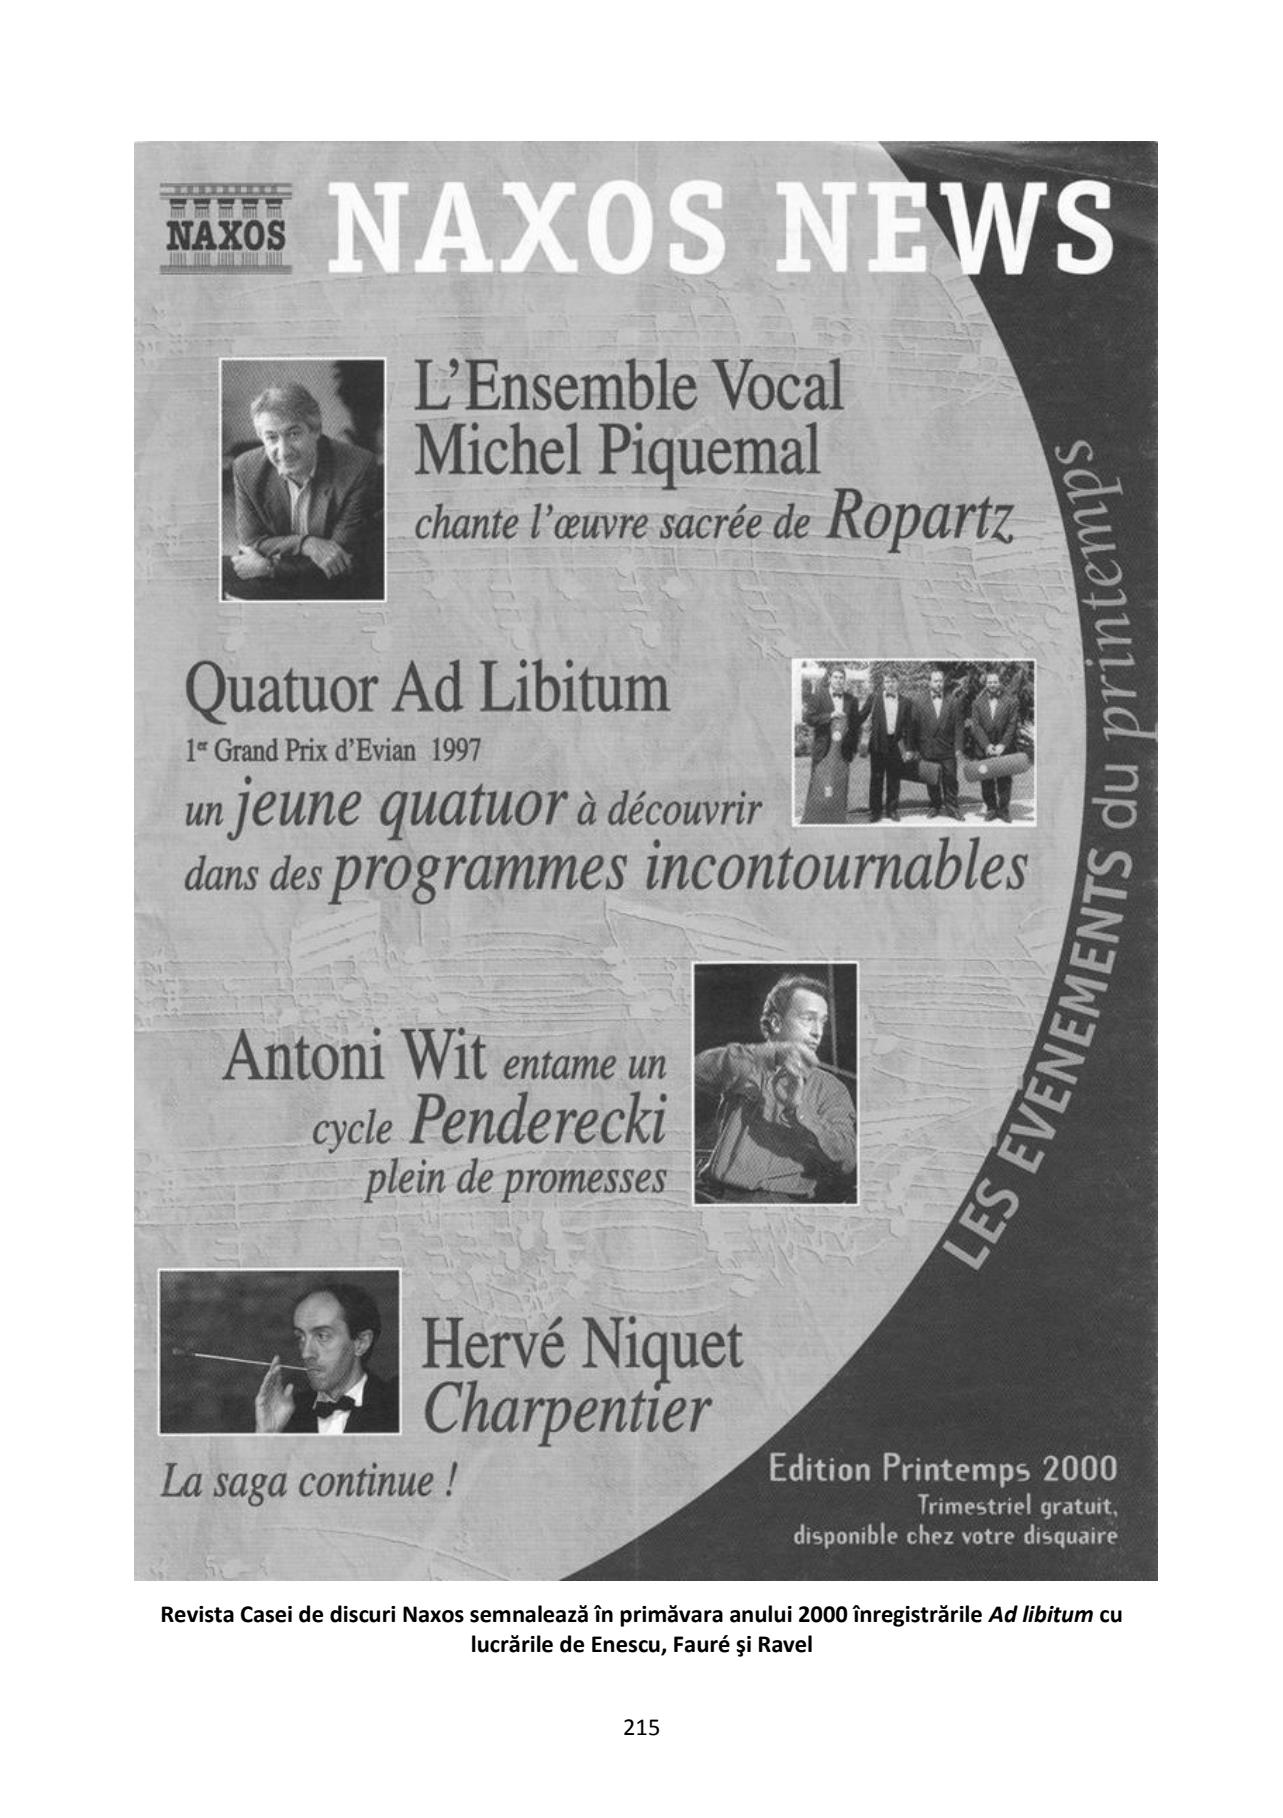 NAXOS
NAXOS NEWS
L'Ensemble Vocal
Michel Piquemal
chante l'œuvre sacrée de Ropartz
Quatuor Ad Libitum
1er Grand Prix d'Evian 1997
un jeune quatuor à découvrir
dans des programmes incontournables
Antoni Wit entame un
cycle Penderecki
plein de promesses
Hervé Niquet
Charpentier
La saga continue !
LES EVENEMENTS du printemps
Edition Printemps 2000
Trimestriel gratuit,
disponible chez votre disquaire
Revista Casei de discuri Naxos semnalează în primăvara anului 2000 înregistrările Ad libitum cu
lucrările de Enescu, Fauré şi Ravel
215